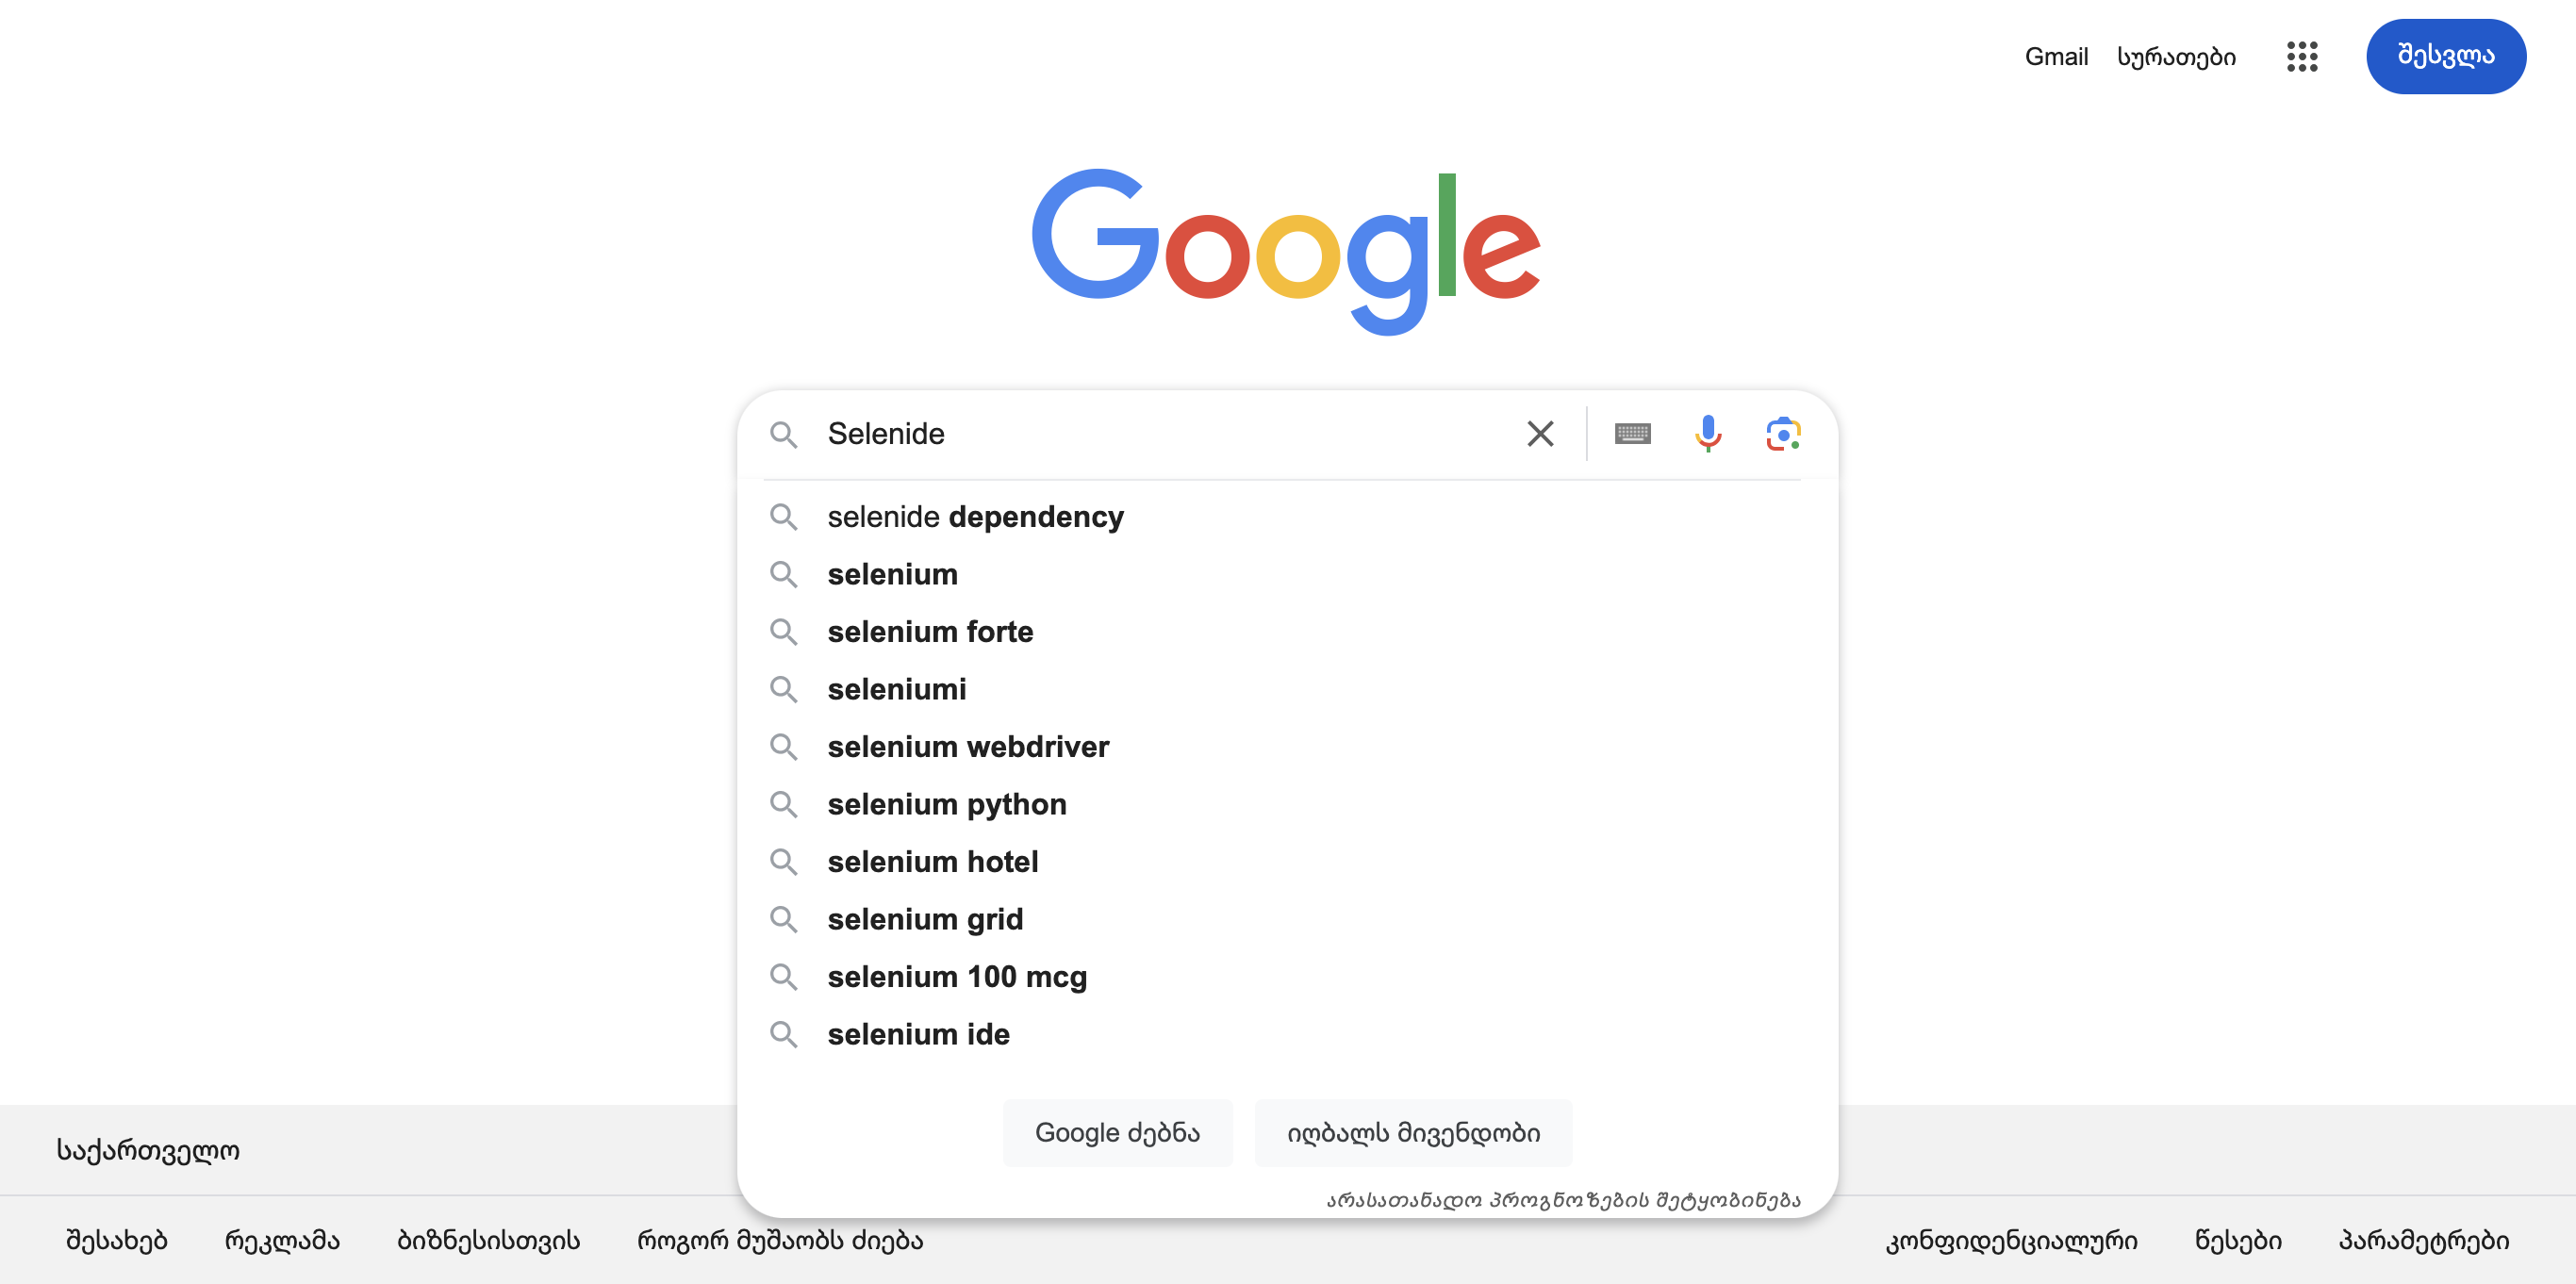 Gmail სურათები შესვლა
Google
Selenide
selenide dependency
selenium
selenium forte
seleniumi
selenium webdriver
selenium python
selenium hotel
selenium grid
selenium 100 mcg
selenium ide
Google ძებნა იღბალს მივენდობი
არასათანადო პროგნოზების შეტყობინება
საქართველო
შესახებ რეკლამა ბიზნესისთვის როგორ მუშაობს ძიება კონფიდენციალური წესები პარამეტრები